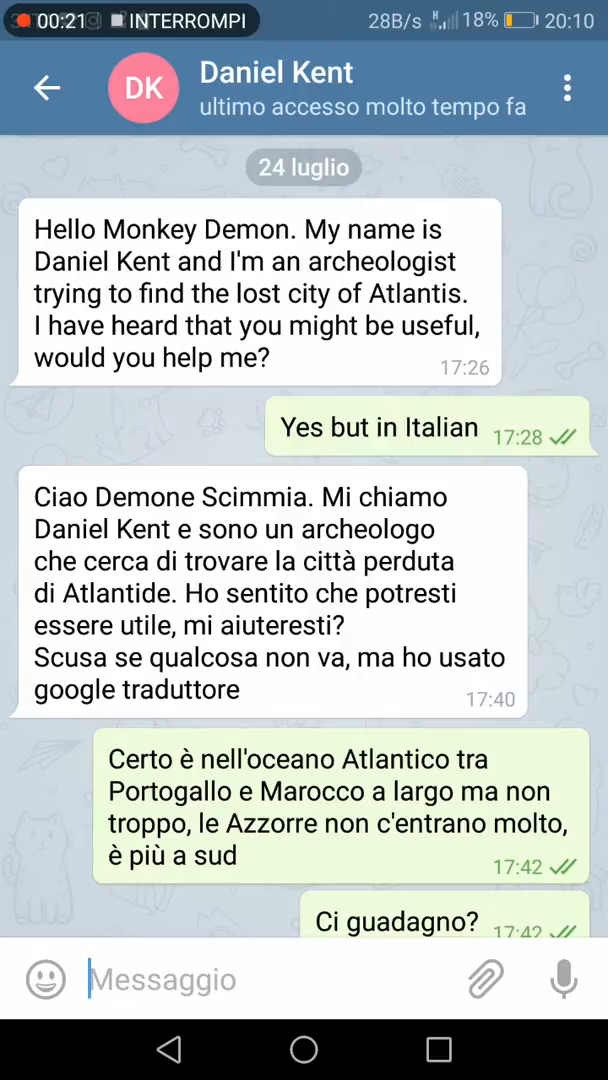 00:21 INTERROMPI 28B/s H 18% 20:10
DK
Daniel Kent
ultimo accesso molto tempo fa
24 luglio
Hello Monkey Demon. My name is
Daniel Kent and I'm an archeologist
trying to find the lost city of Atlantis.
I have heard that you might be useful,
would you help me?
17:26
Yes but in Italian 17:28
Ciao Demone Scimmia. Mi chiamo
Daniel Kent e sono un archeologo
che cerca di trovare la città perduta
di Atlantide. Ho sentito che potresti
essere utile, mi aiuteresti?
Scusa se qualcosa non va, ma ho usato
google traduttore
17:40
Certo è nell'oceano Atlantico tra
Portogallo e Marocco a largo ma non
troppo, le Azzorre non c'entrano molto,
è più a sud
17:42
Ci guadagno? 17:42
Messaggio